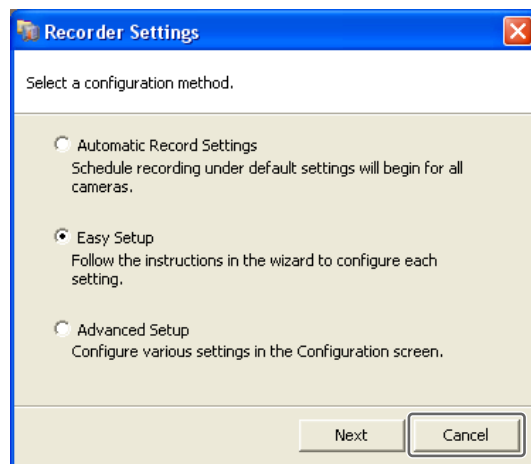 Recorder Settings
Select a configuration method.
Automatic Record Settings
Schedule recording under default settings will begin for all
cameras.
Easy Setup
Follow the instructions in the wizard to configure each
setting.
Advanced Setup
Configure various settings in the Configuration screen.
Next
Cancel